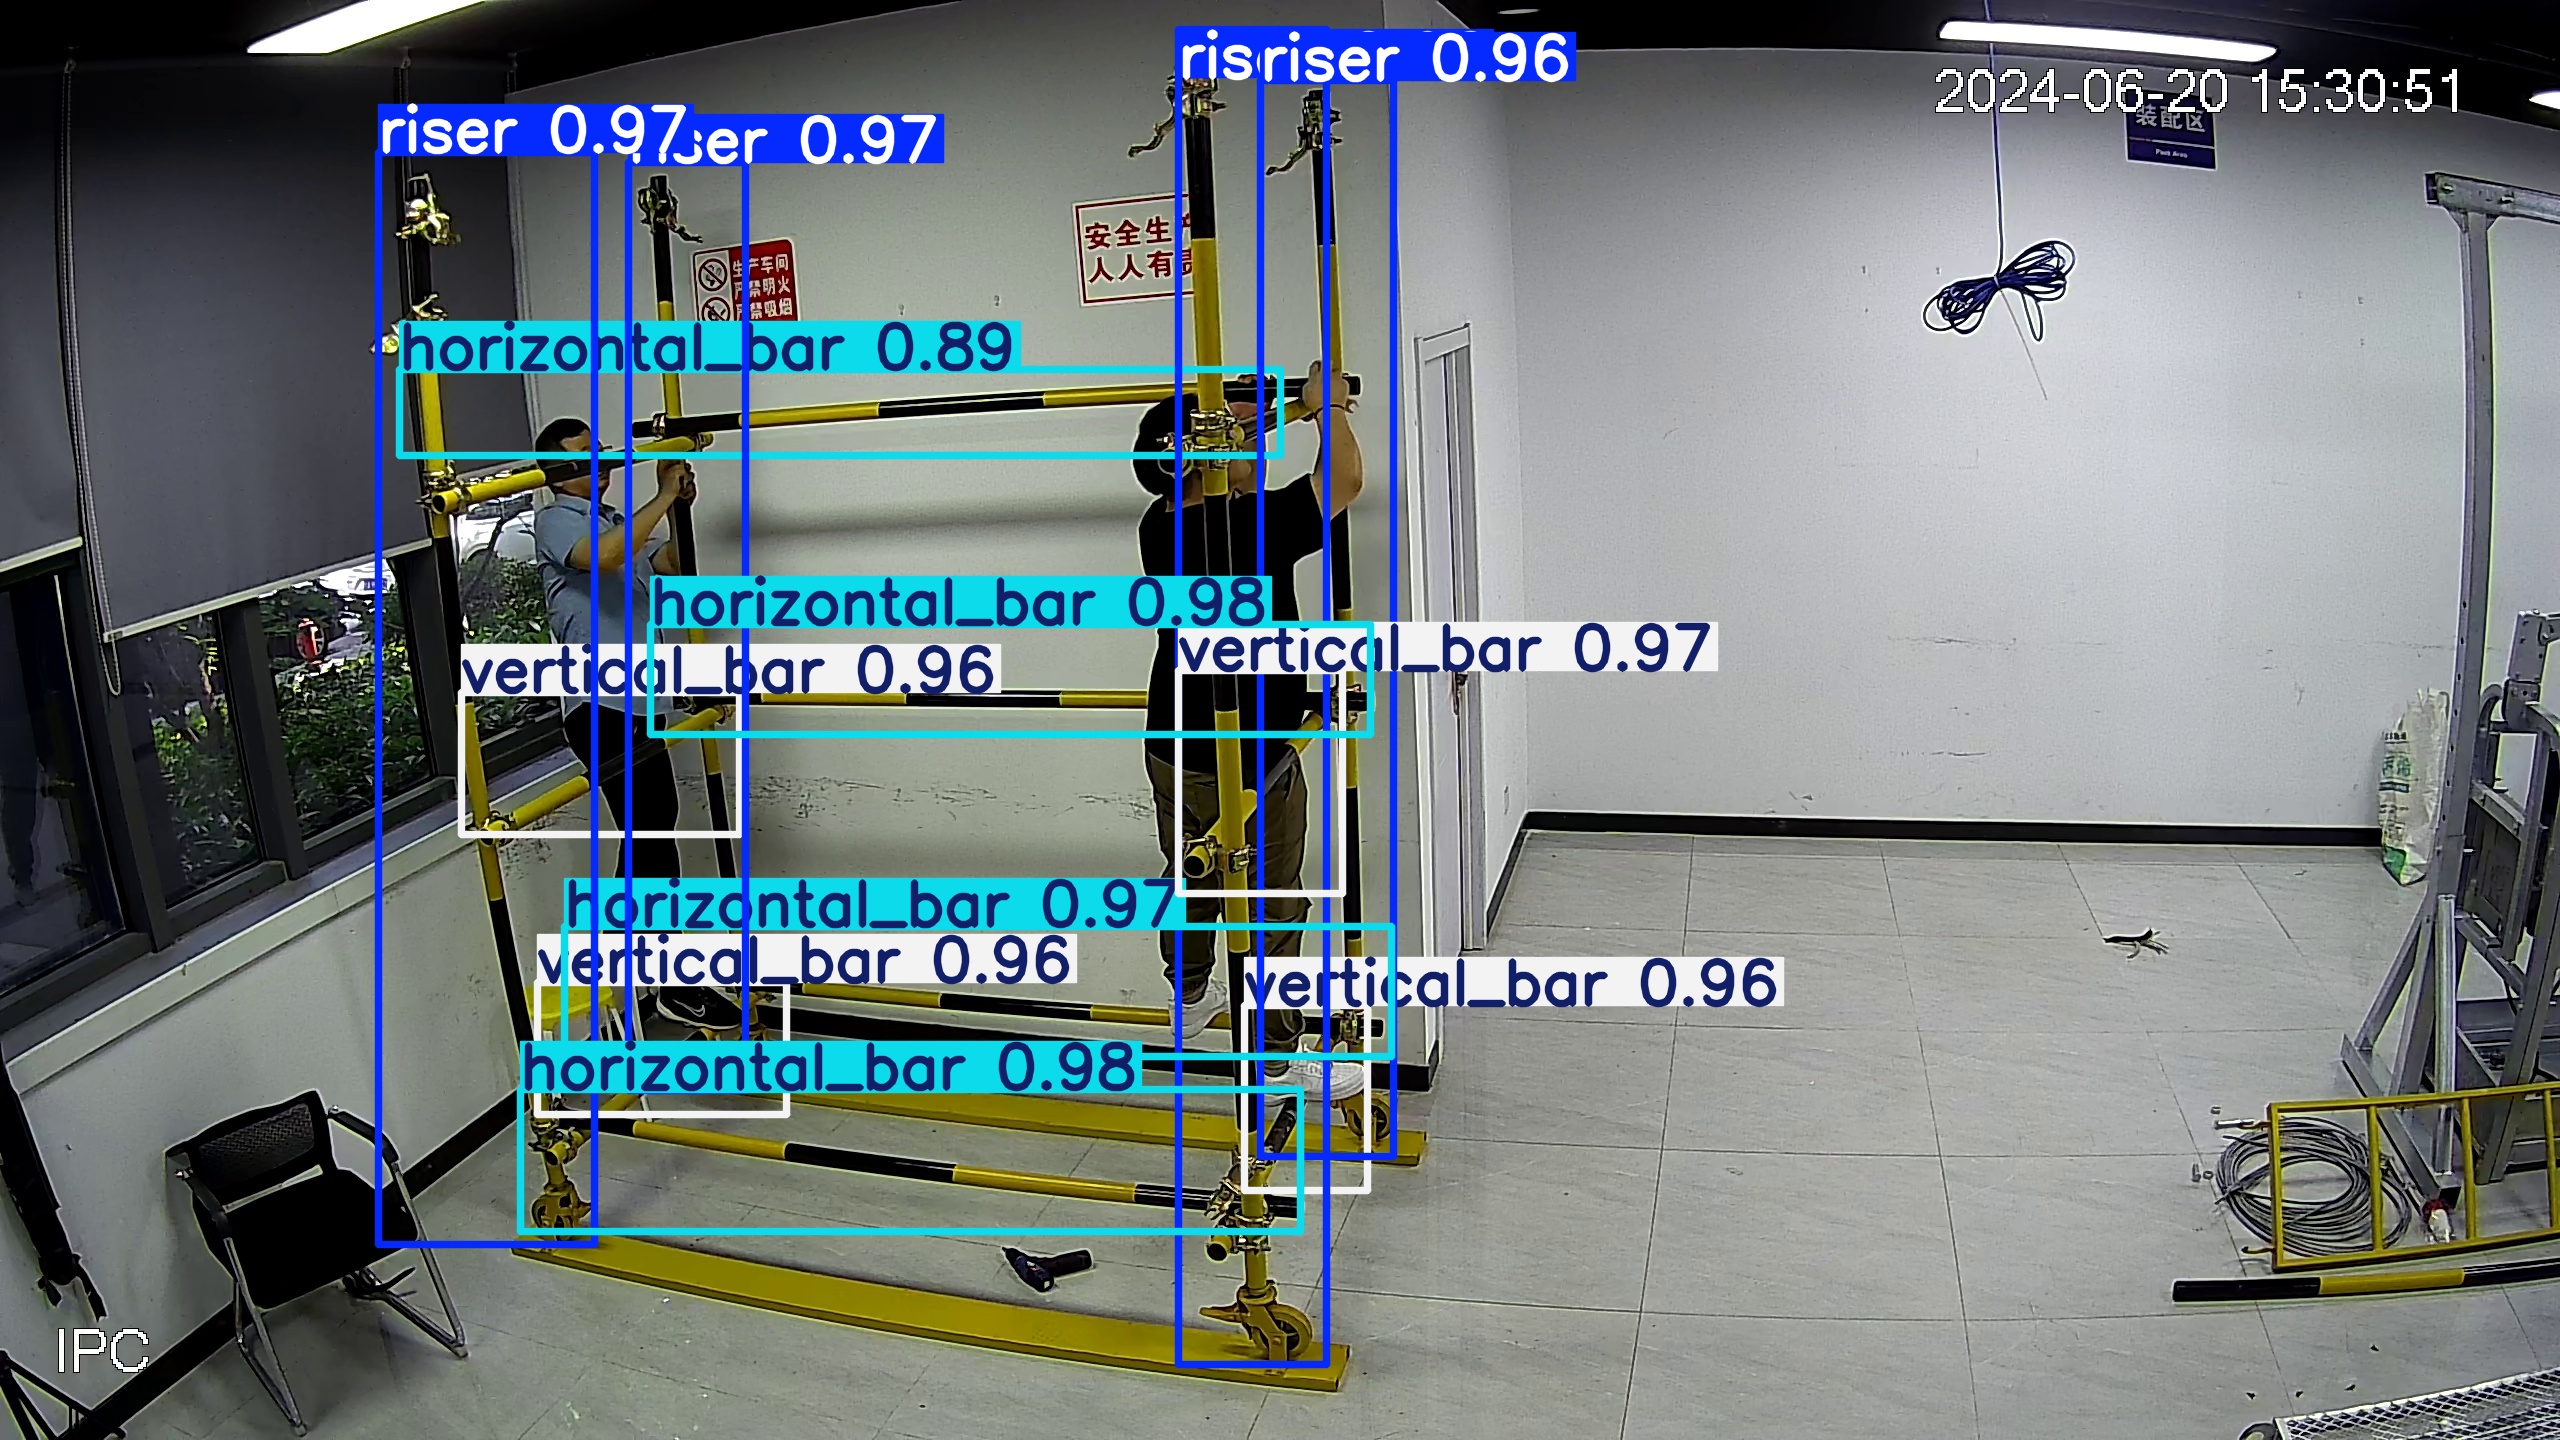 riser 0.96
2024-06-20 15:30:51
装配区
riser 0.97
0.97
安全生
人人有
生产车间
严禁明火
严禁吸烟
horizontal_bar 0.89
horizontal_bar 0.98
vertical_bar 0.97
vertical_bar 0.96
horizontal_bar 0.97
vertical_bar 0.96
vertical_bar 0.96
horizontal_bar 0.98
IPC